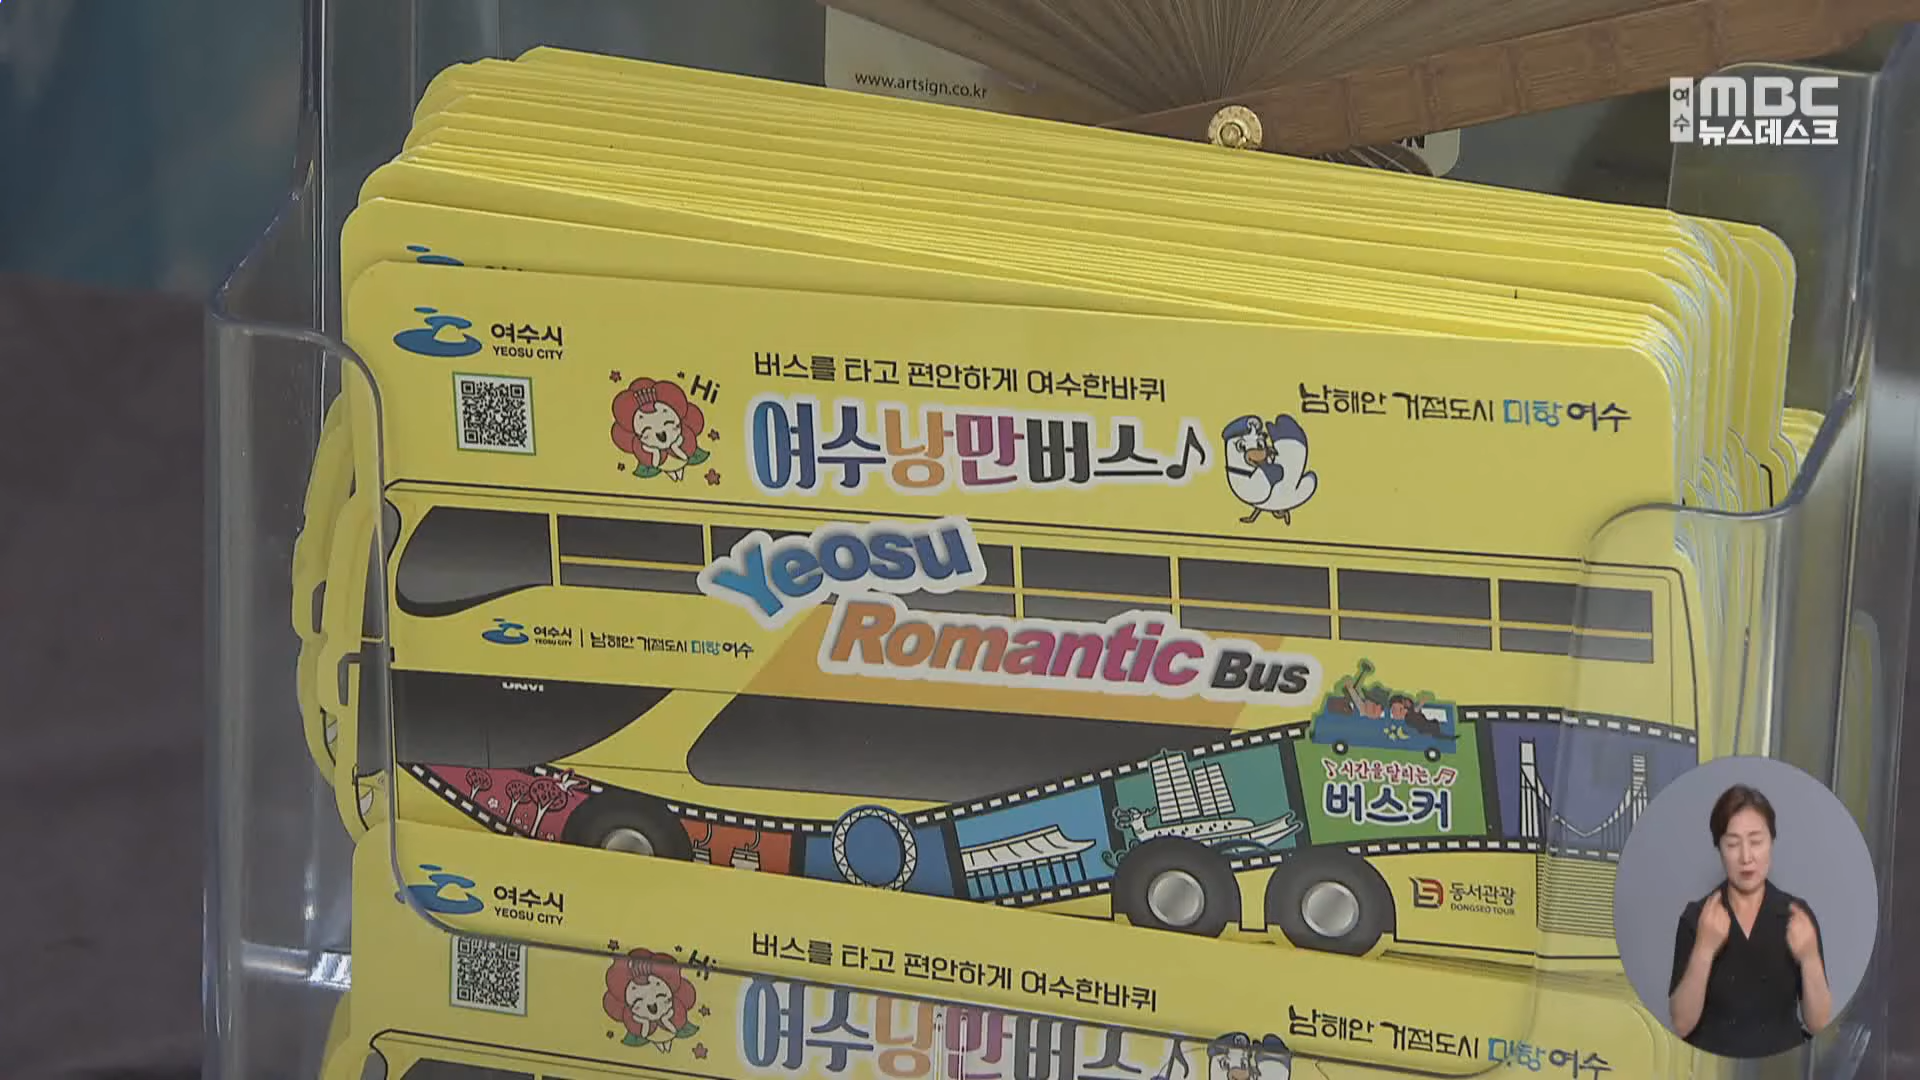 www.artsign.co.kr
여수
MBC
뉴스데스크
여수시
YEOSU CITY
Hi
버스를 타고 편안하게 여수한바퀴
여수낭만버스♪
남해안 거점도시 미항여수
Yeosu
Romantic Bus
여수시
YEOSU CITY
남해안 거점도시 미항여수
UNVI
시간을 달리는
버스커
동서관광
DONGSEO TOUR
여수시
YEOSU CITY
Hi
버스를 타고 편안하게 여수한바퀴
여수낭만버스♪
남해안 거점도시 미항여수